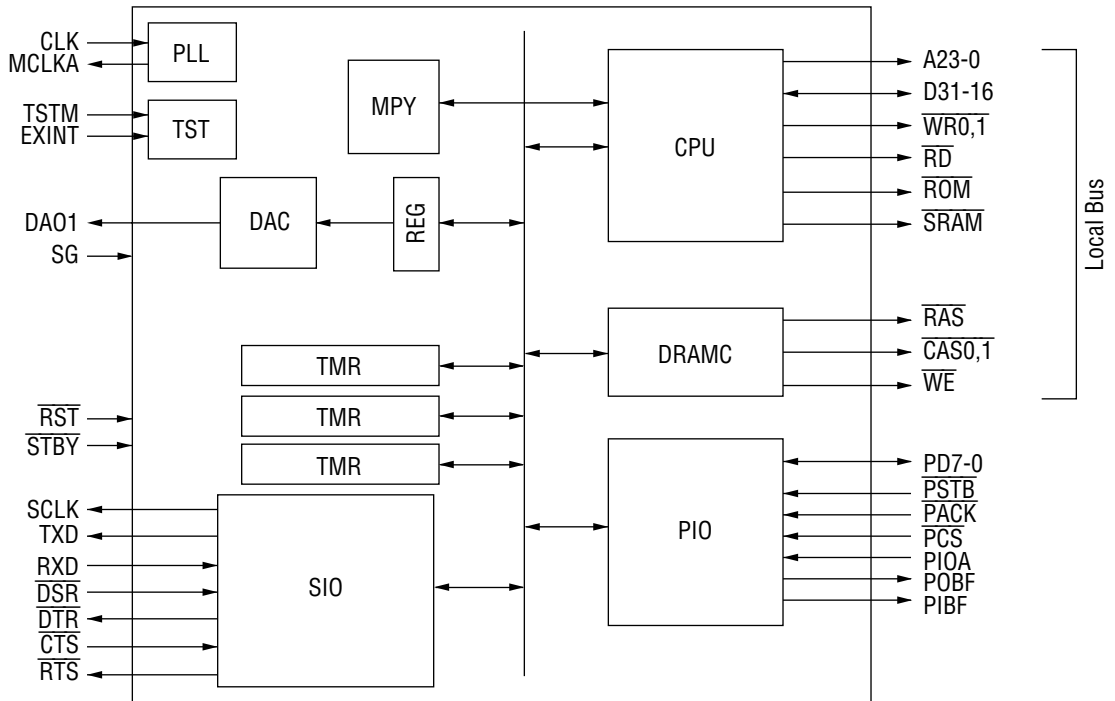 CLK
MCLKA
PLL
TSTM
EXINT
TST
MPY
CPU
A23-0
D31-16
WR0,1
RD
ROM
SRAM
Local Bus
DAO1
SG
DAC
REG
DRAMC
RAS
CAS0,1
WE
TMR
TMR
TMR
RST
STBY
SCLK
TXD
RXD
DSR
DTR
CTS
RTS
SIO
PIO
PD7-0
PSTB
PACK
PCS
PIOA
POBF
PIBF